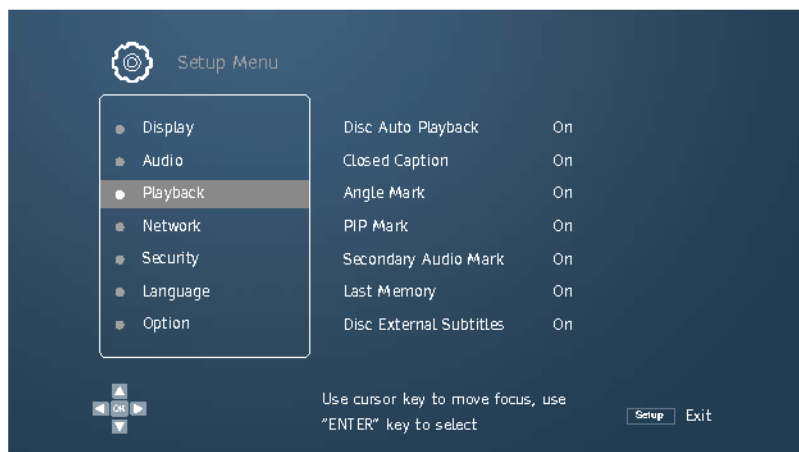 Setup Menu
Display
Audio
Playback
Network
Security
Language
Option
Disc Auto Playback On
Closed Caption On
Angle Mark On
PIP Mark On
Secondary Audio Mark On
Last Memory On
Disc External Subtitles On
OK
Use cursor key to move focus, use
"ENTER" key to select
Setup Exit